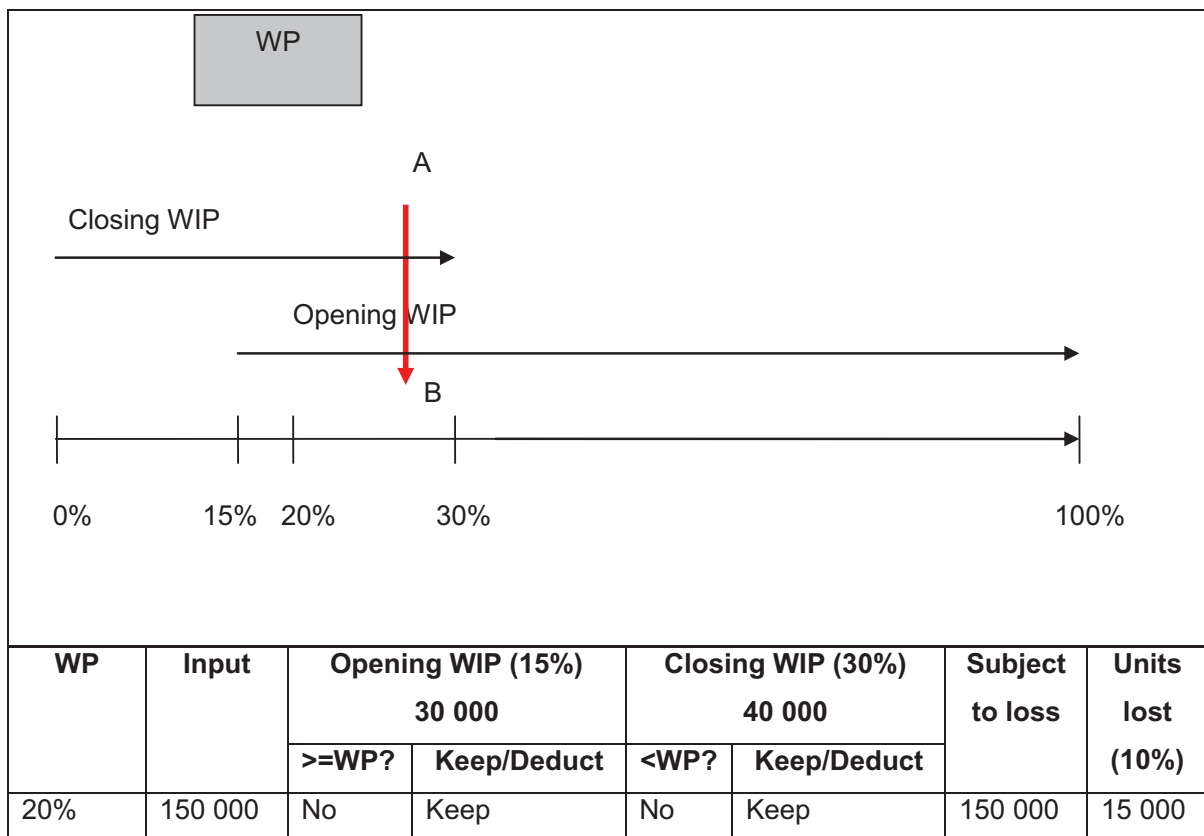 WP
A
Closing WIP
Opening WIP
B
0% 15% 20% 30% 100%
WP Input Opening WIP (15%) Closing WIP (30%) Subject Units
30 000 40 000 to loss lost
>=WP? Keep/Deduct <WP? Keep/Deduct (10%)
20% 150 000 No Keep No Keep 150 000 15 000